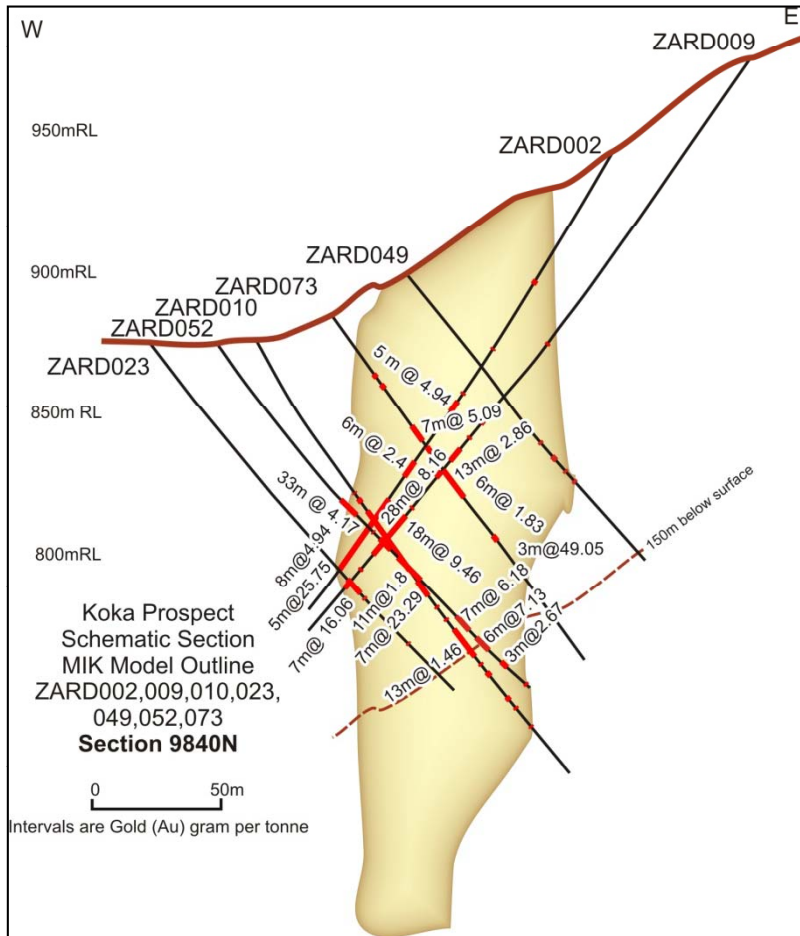 W
E
ZARD009
950mRL
ZARD002
ZARD049
900mRL
ZARD073
ZARD010
ZARD052
ZARD023
850m RL
5 m @ 4.94
7m@ 5.09
6m@ 2.4
13m@ 2.86
28m@ 8.16
6m@ 1.83
33m @ 4.17
18m@ 9.46
3m@49.05
150m below surface
800mRL
8m@4.94
5m@25.75
11m@1.8
7m@ 6.18
7m@ 16.06
7m@ 23.29
6m@7.13
3m@2.67
13m@ 1.46
Koka Prospect
Schematic Section
MIK Model Outline
ZARD002,009,010,023,
049,052,073
Section 9840N
0 50m
Intervals are Gold (Au) gram per tonne